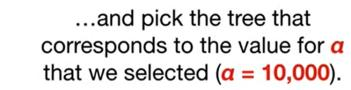 ...and pick the tree that
corresponds to the value for α
that we selected (α = 10,000).